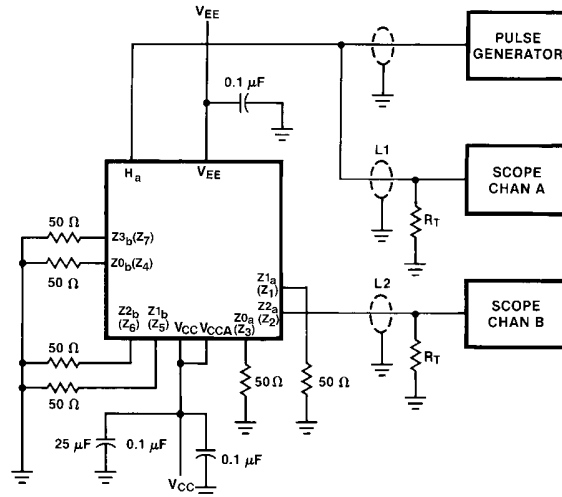 VEE
PULSE
GENERATOR
0.1 µF
L1
Ha
VEE
SCOPE
CHAN A
RT
50 Ω
Z3b(Z7)
Z0b(Z4)
50 Ω
Z1a
(Z1)
Z2a
(Z2)
L2
SCOPE
CHAN B
RT
Z2b
(Z6)
Z1b
(Z5)
VCC
VCCA
Z0a
(Z3)
50 Ω
50 Ω
50 Ω
50 Ω
25 µF
0.1 µF
0.1 µF
VCC